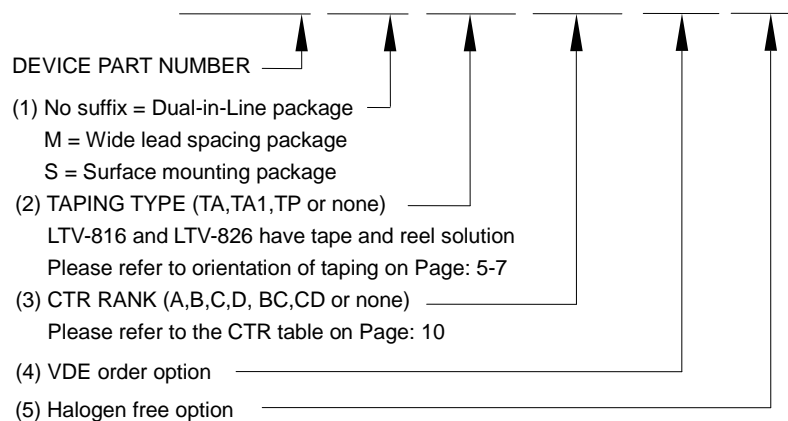 DEVICE PART NUMBER
(1) No suffix = Dual-in-Line package
M = Wide lead spacing package
S = Surface mounting package
(2) TAPING TYPE (TA,TA1,TP or none)
LTV-816 and LTV-826 have tape and reel solution
Please refer to orientation of taping on Page: 5-7
(3) CTR RANK (A,B,C,D, BC,CD or none)
Please refer to the CTR table on Page: 10
(4) VDE order option
(5) Halogen free option